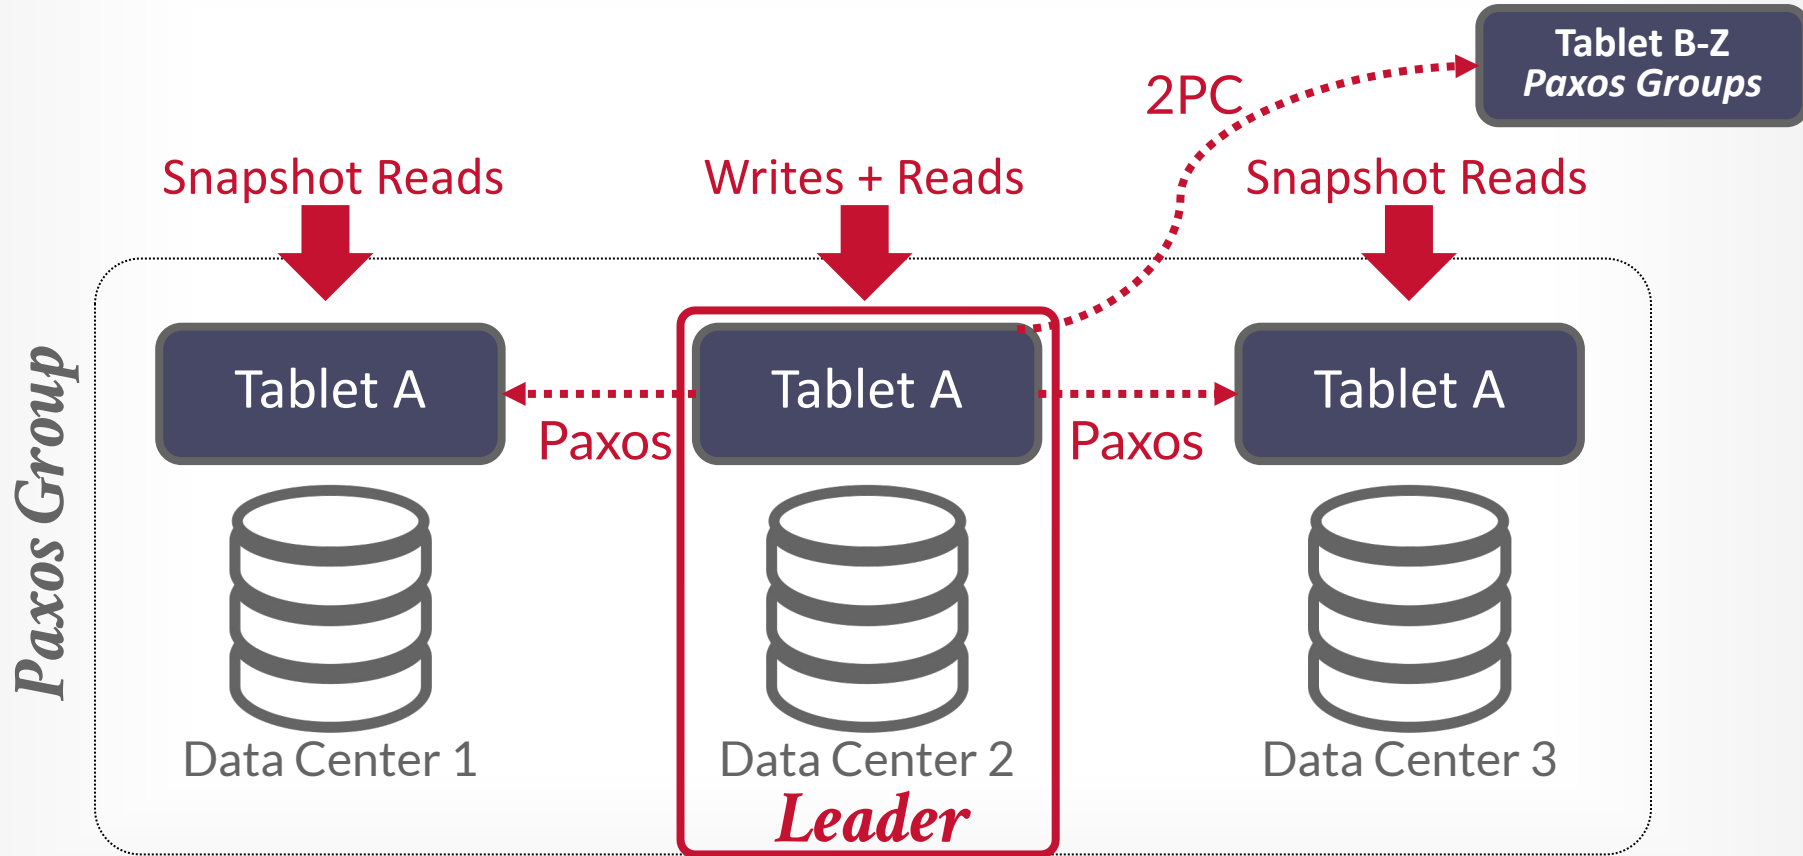 Tablet B-Z
Paxos Groups
2PC
Snapshot Reads
Writes + Reads
Snapshot Reads
Paxos Group
Tablet A
Tablet A
Tablet A
Paxos
Paxos
Data Center 1
Data Center 2
Data Center 3
Leader